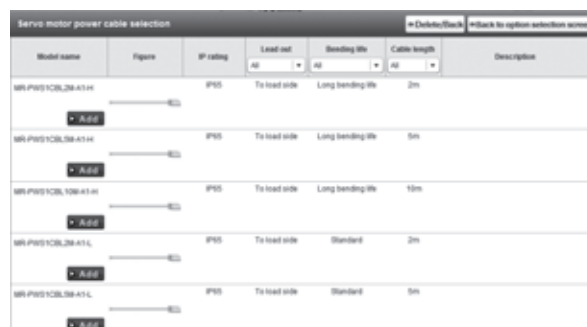 Servo motor power cable selection
Delete/Back Back to option selection scree
Model name Figure IP rating Lead out Bending life Cable length Description
All All All
MR-PWS1CBL2M-A1-H IP65 To load side Long bending life 2m
Add
MR-PWS1CBL5M-A1-H IP65 To load side Long bending life 5m
Add
MR-PWS1CBL10M-A1-H IP65 To load side Long bending life 10m
Add
MR-PWS1CBL2M-A1-L IP65 To load side Standard 2m
Add
MR-PWS1CBL5M-A1-L IP65 To load side Standard 5m
Add